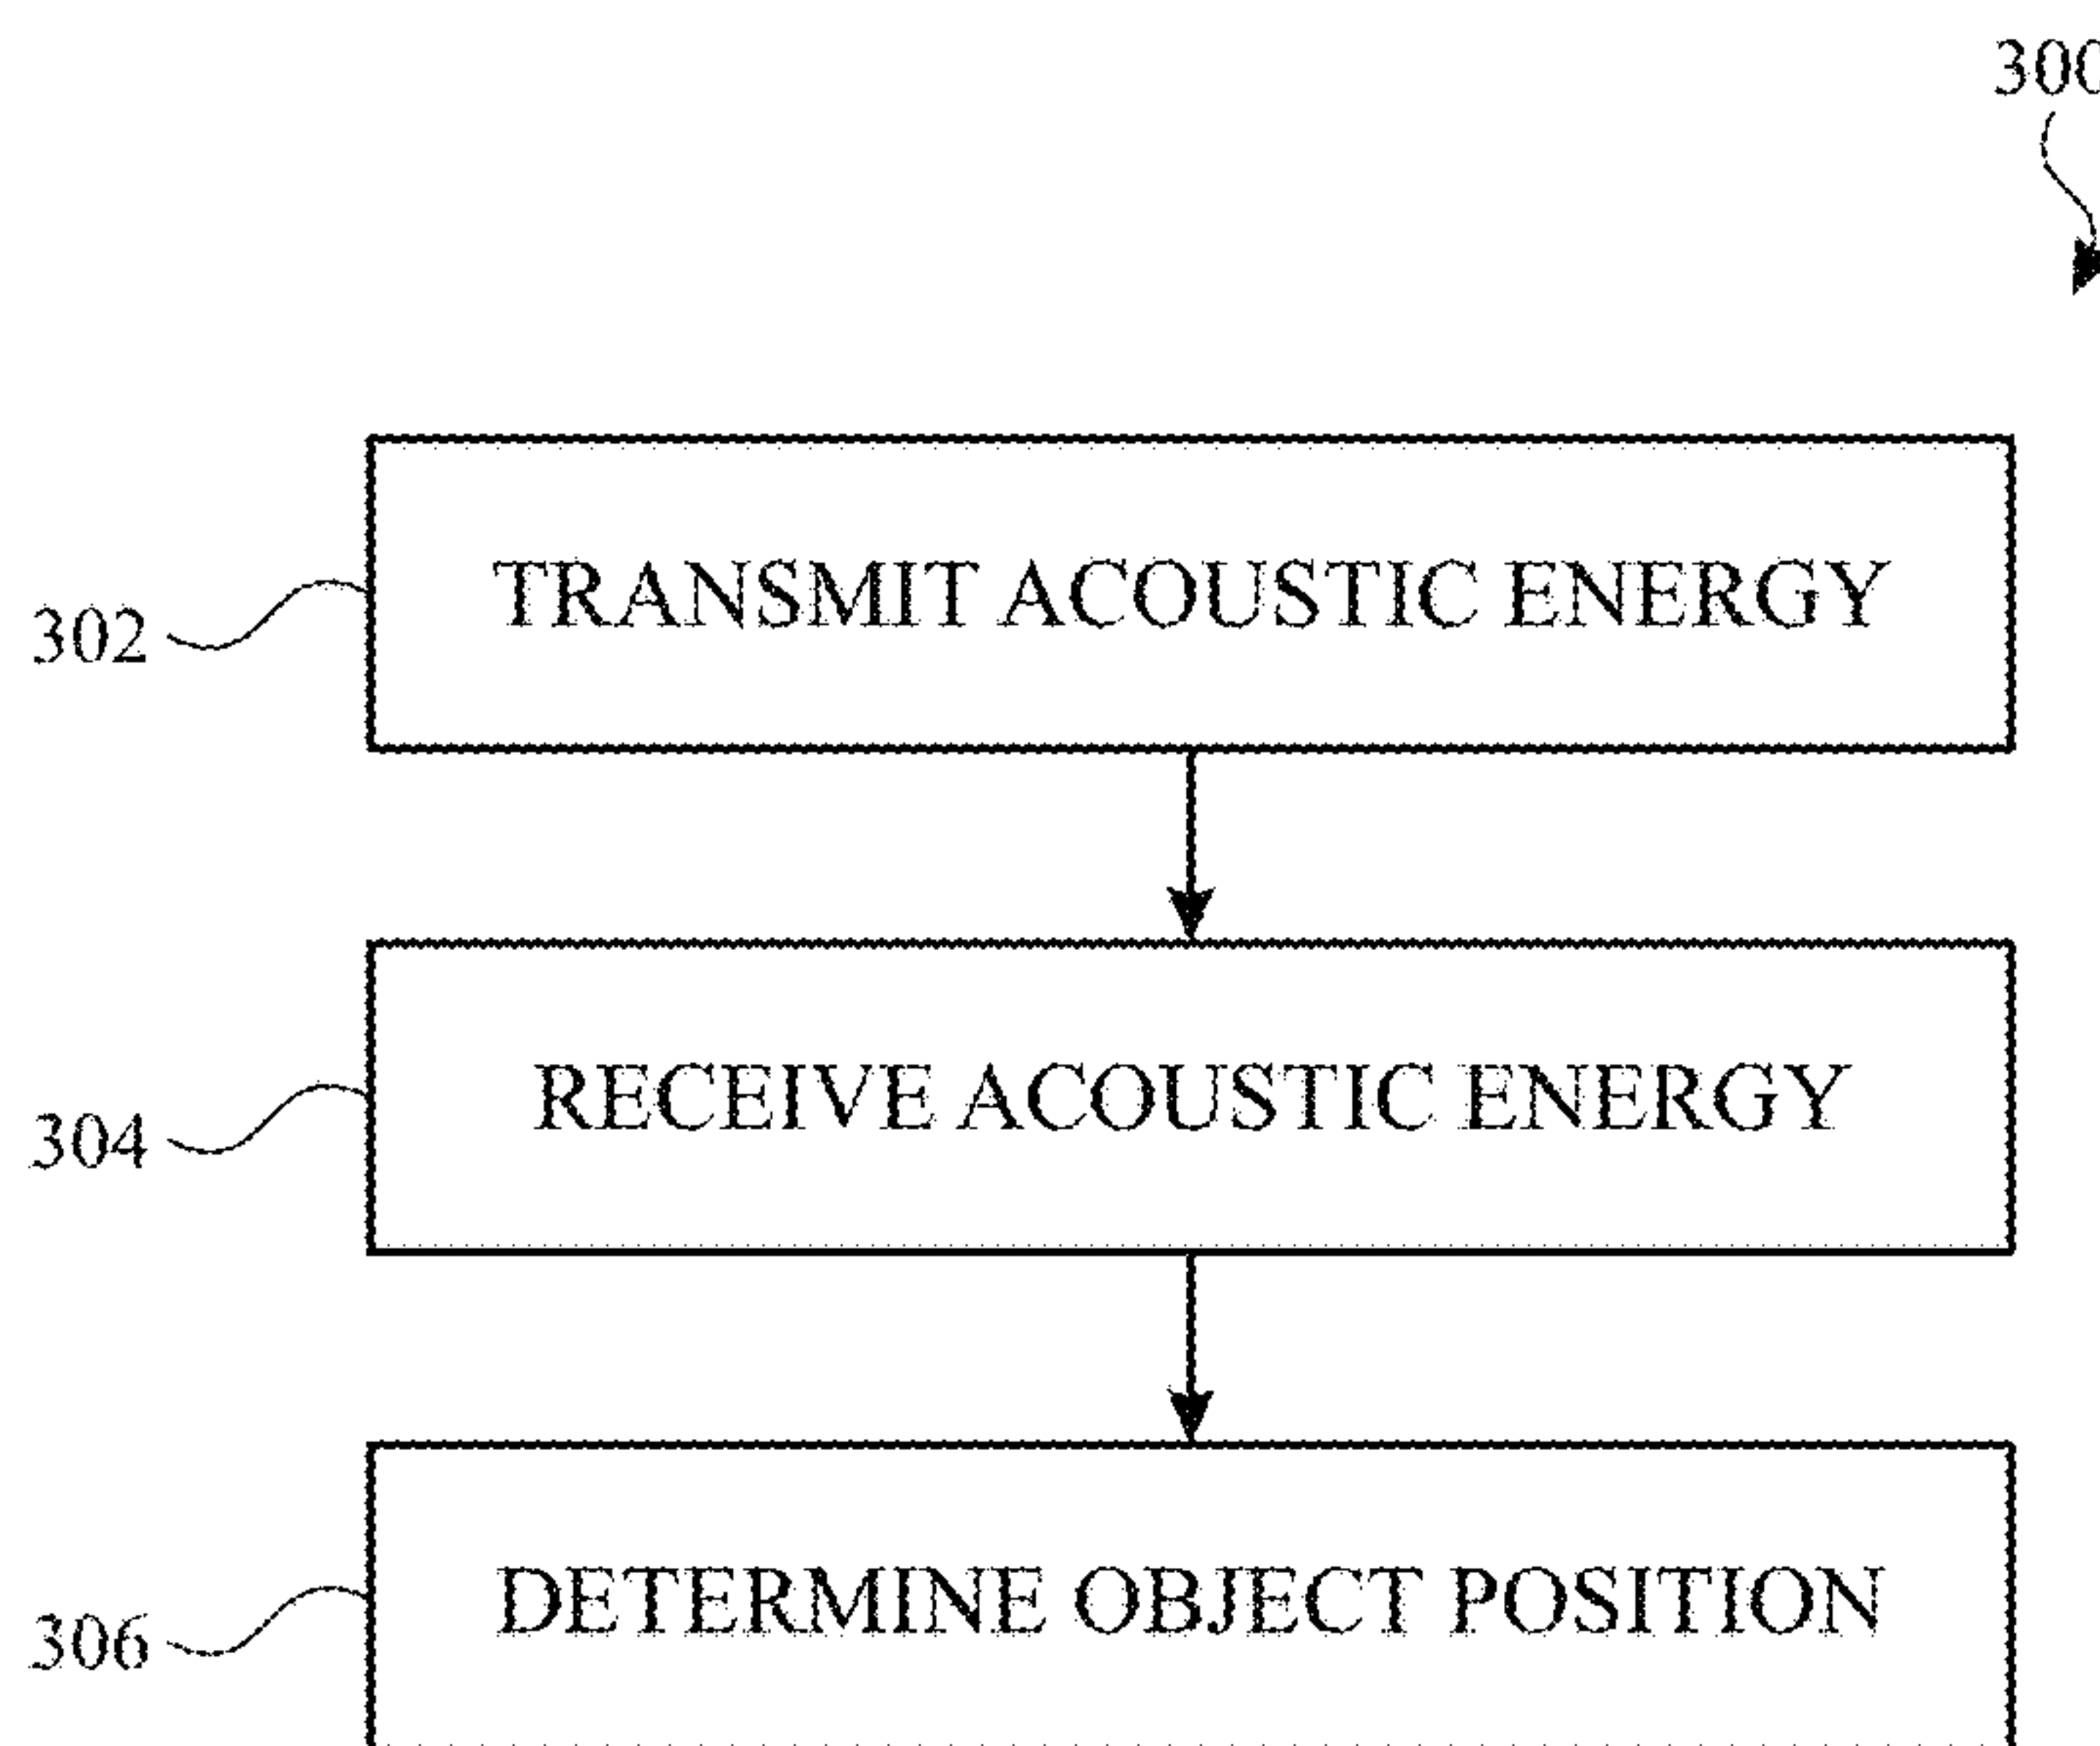 300
302
TRANSMIT ACOUSTIC ENERGY
304
RECEIVE ACOUSTIC ENERGY
306
DETERMINE OBJECT POSITION